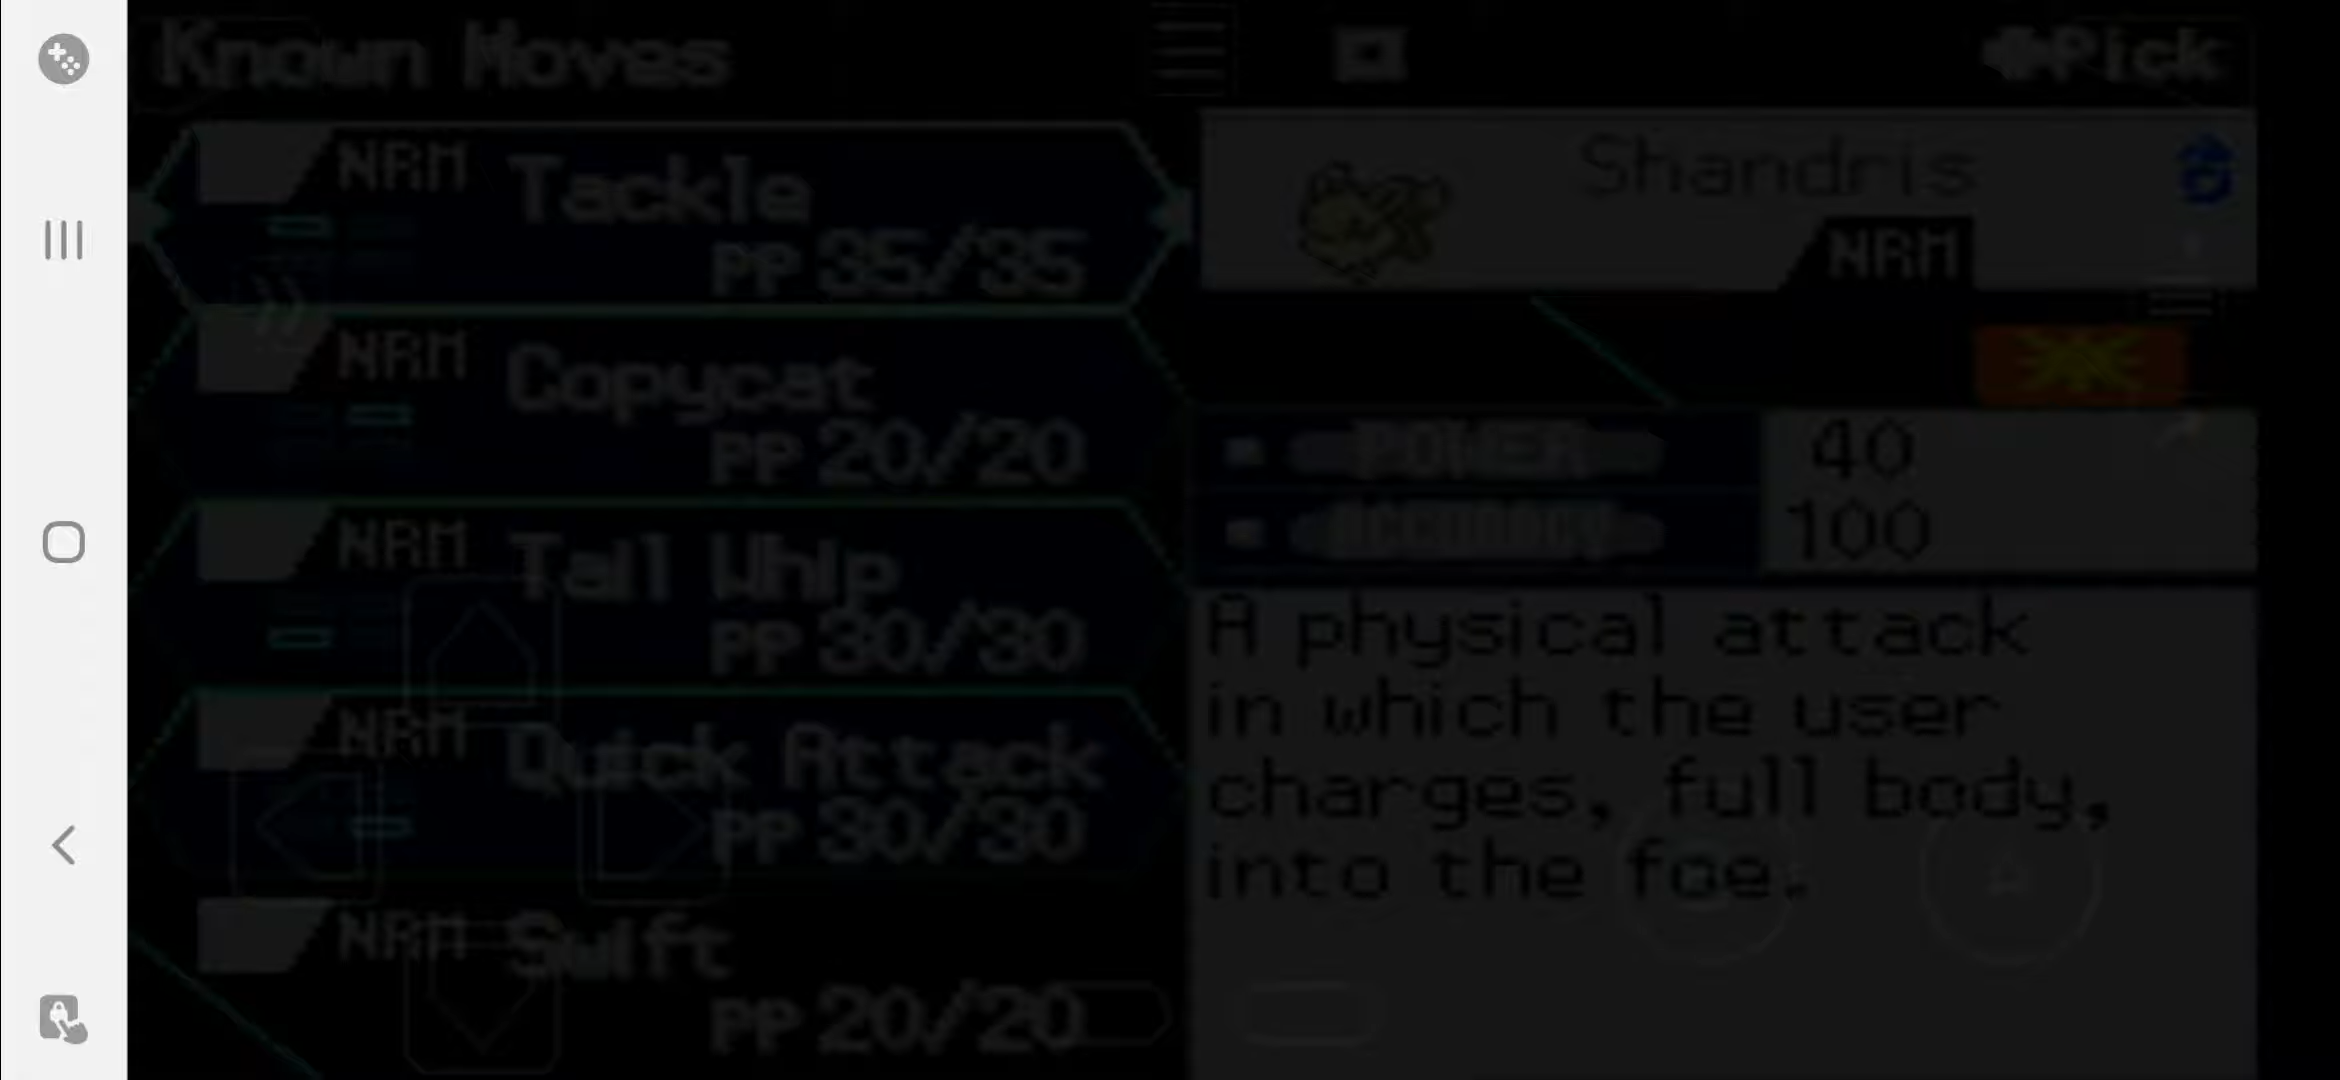 Known Moves
Pick
NRM Tackle
PP 35/35
NRM Copycat
PP 20/20
NRM Tail Whip
PP 30/30
NRM Quick Attack
PP 30/30
NRM Swift
PP 20/20
Shandris
NRM
POWER 40
ACCURACY 100
A physical attack
in which the user
charges, full body,
into the foe.